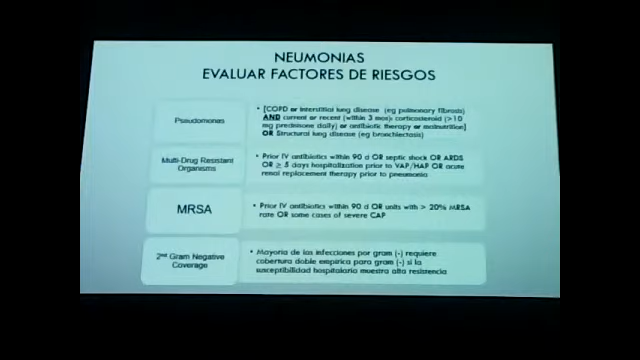 NEUMONIAS
EVALUAR FACTORES DE RIESGOS
Pseudomonas
• [COPD or interstitial lung disease (eg pulmonary fibrosis)
AND current or recent (within 3 mos) corticosteroid (>10
mg prednisone daily) or antibiotic therapy or malnutrition]
OR Structural lung disease (eg bronchiectasis)
Multi-Drug Resistant
Organisms
• Prior IV antibiotics within 90 d OR septic shock OR ARDS
OR ≥ 5 days hospitalization prior to VAP/HAP OR acute
renal replacement therapy prior to pneumonia
MRSA
• Prior IV antibiotics within 90 d OR units with > 20% MRSA
rate OR some cases of severe CAP
2nd Gram Negative
Coverage
• Mayoria de las infecciones por gram (-) requiere
cobertura doble empirica para gram (-) si la
susceptibilidad hospitalaria muestra alta resistencia